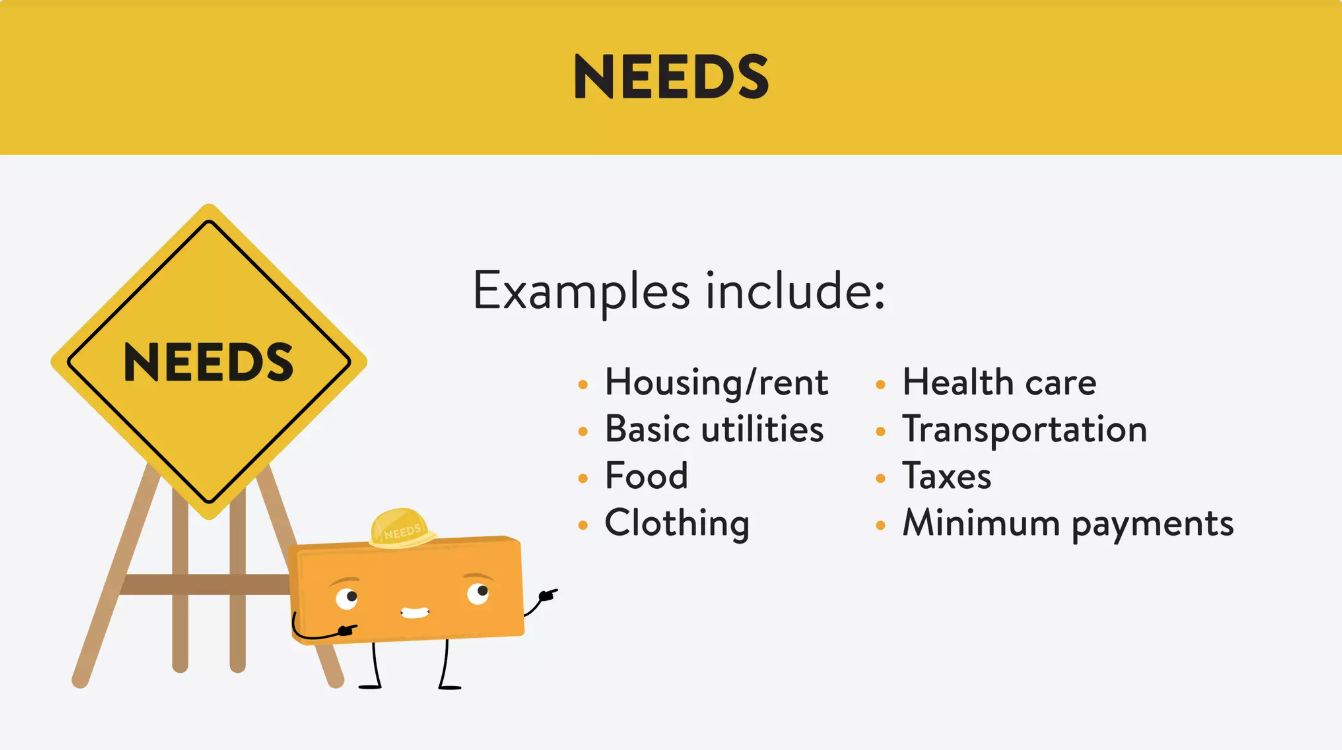 NEEDS
NEEDS
Examples include:
• Housing/rent
• Basic utilities
• Food
• Clothing
• Health care
• Transportation
• Taxes
• Minimum payments
NEEDS